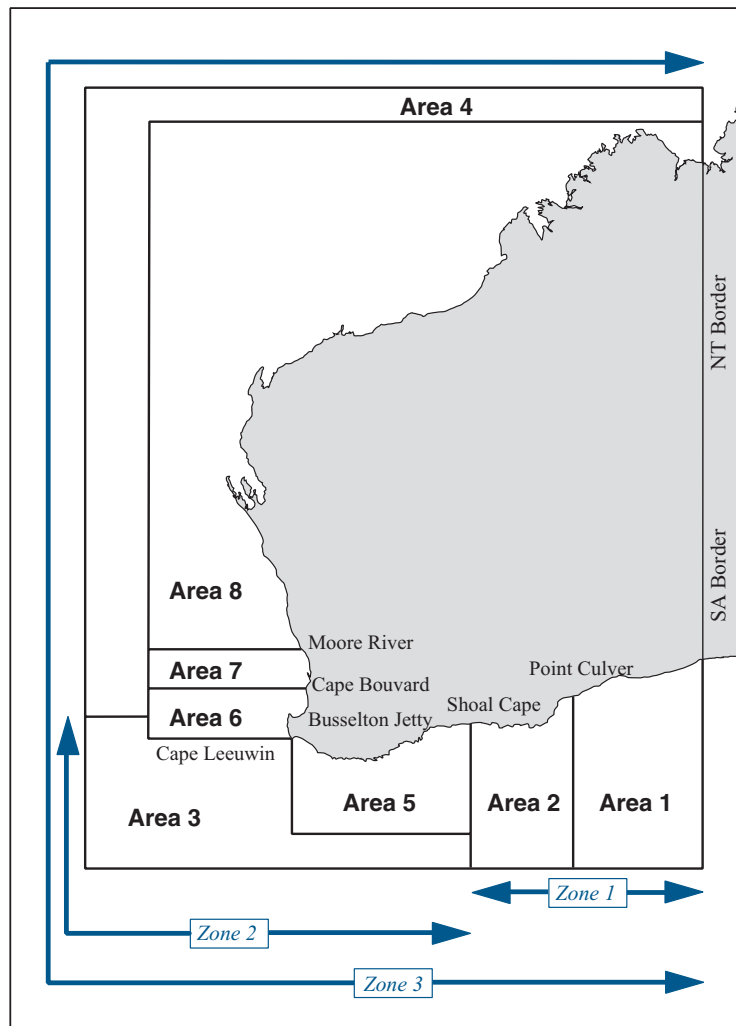 Area 4
NT Border
SA Border
Area 8
Moore River
Area 7
Point Culver
Cape Bouvard
Shoal Cape
Area 6
Busselton Jetty
Cape Leeuwin
Area 3
Area 5
Area 2
Area 1
Zone 1
Zone 2
Zone 3